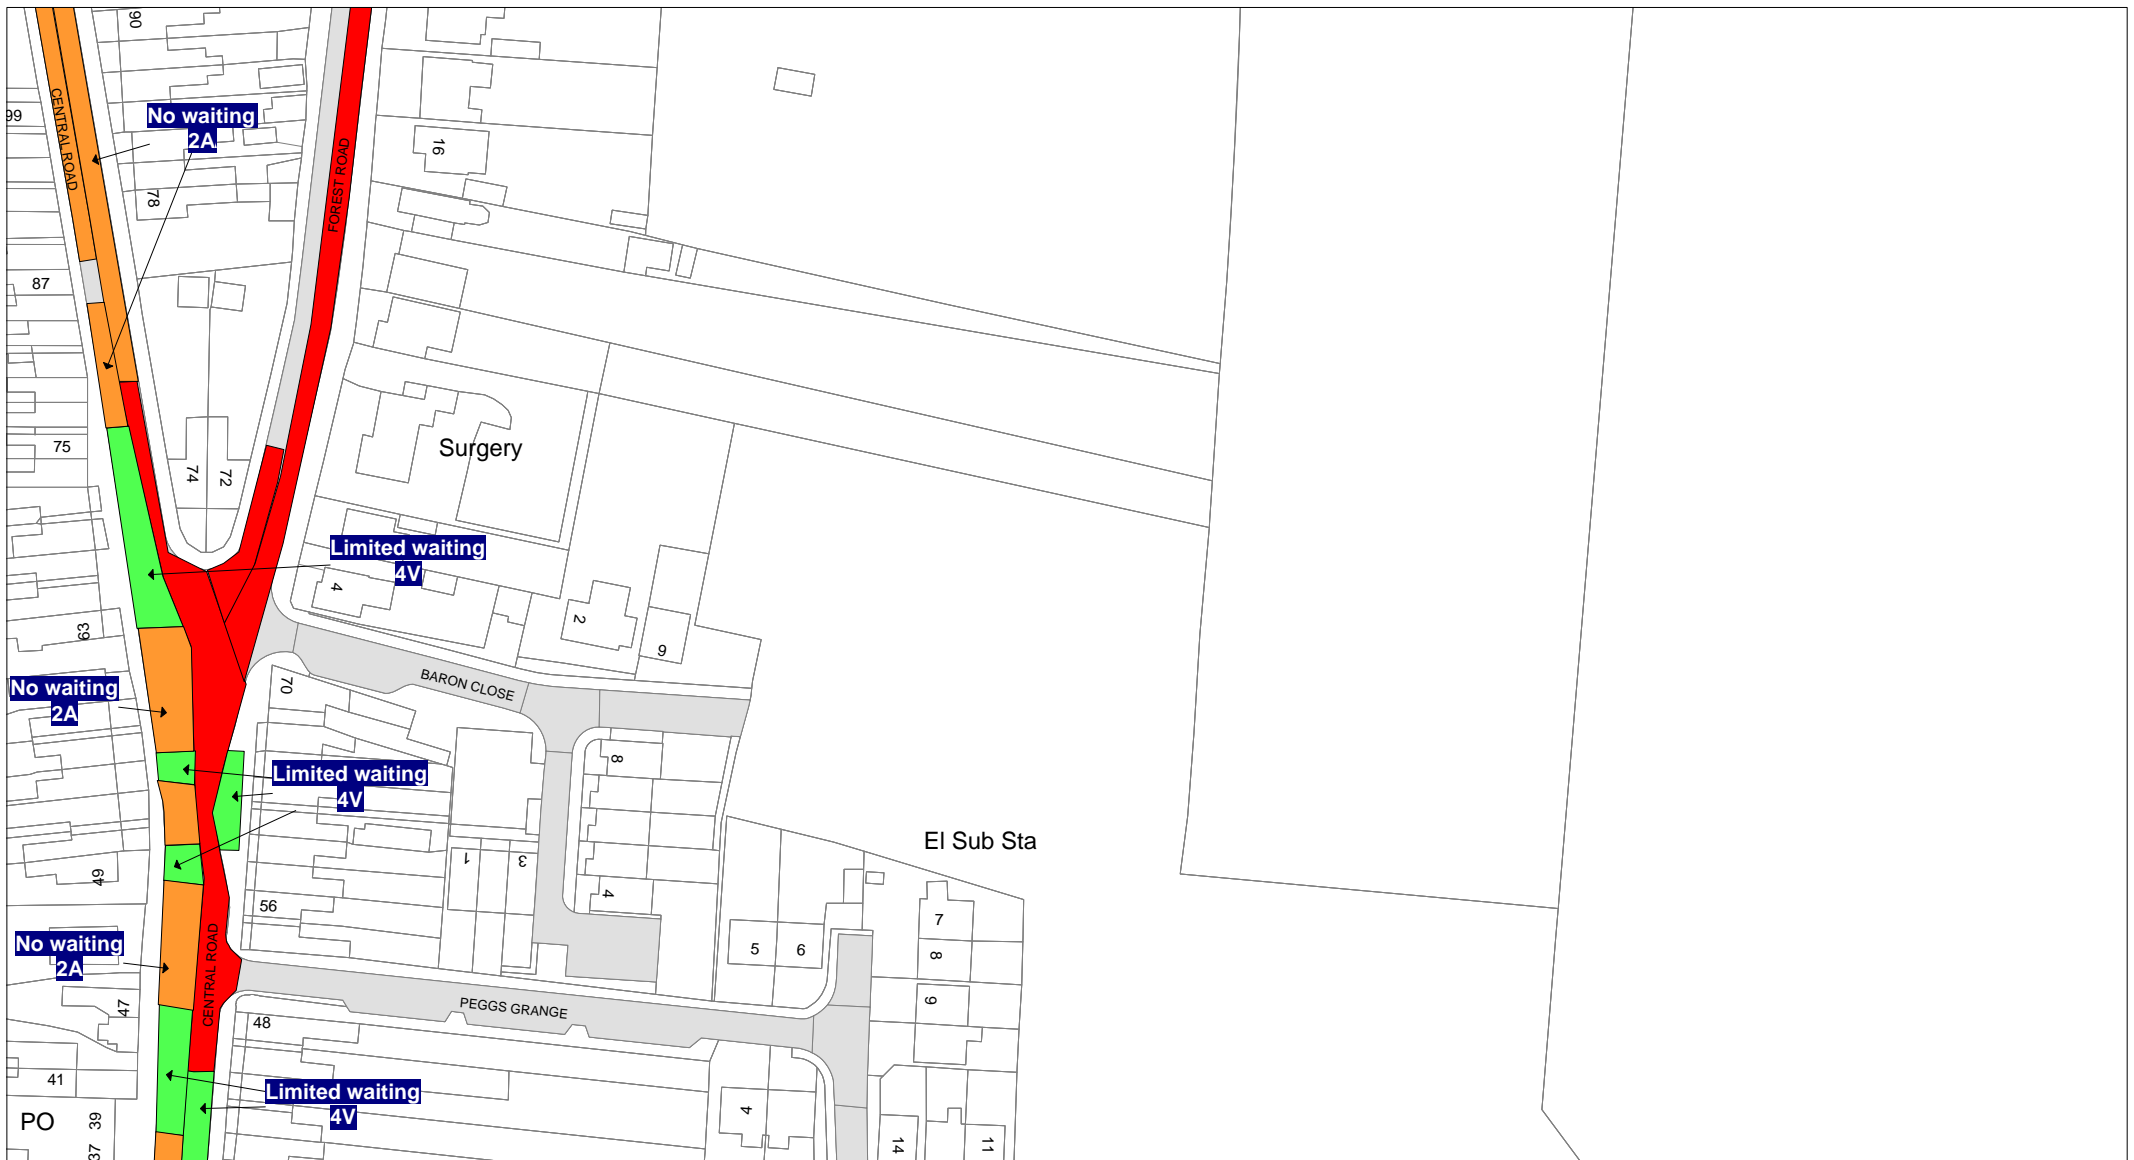 90
CENTRAL ROAD
99
No waiting
2A
FOREST ROAD
16
78
87
75
Surgery
74
72
Limited waiting
4V
4
2
63
9
BARON CLOSE
70
No waiting
2A
8
Limited waiting
4V
El Sub Sta
1
3
49
4
56
7
5
6
8
No waiting
2A
CENTRAL ROAD
47
9
PEGGS GRANGE
48
41
Limited waiting
4V
4
PO
39
37
14
11